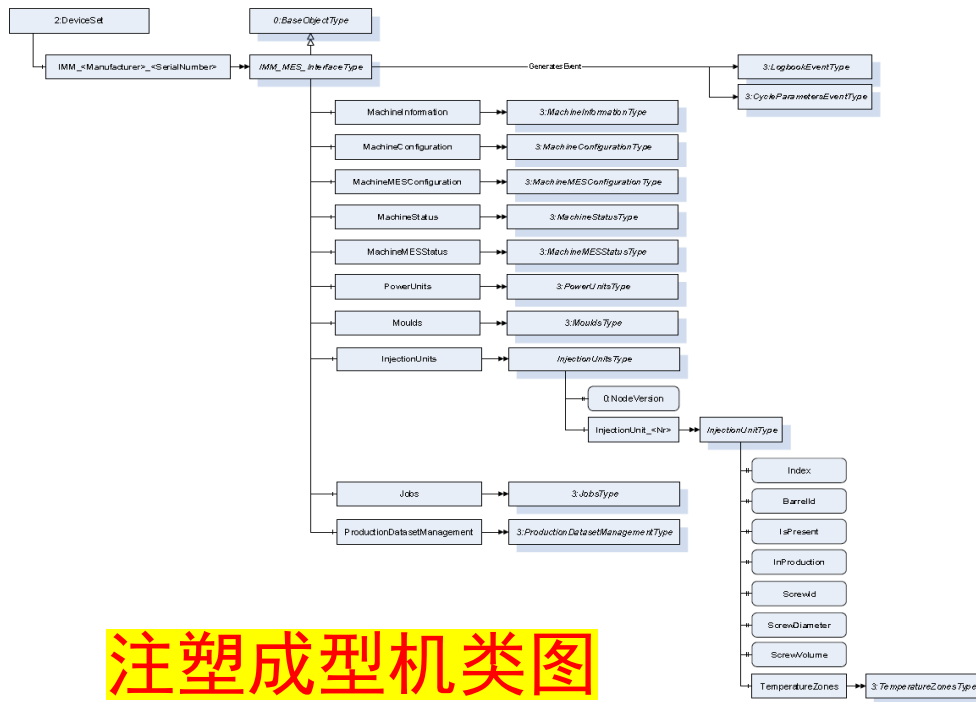 2:DeviceSet
0:BaseObjectType
IMM_<Manufacturer>_<SerialNumber>
IMM_MES_InterfaceType
GeneratesEvent
3:LogbookEventType
3:CycleParametersEventType
MachineInformation
3:MachineInformationType
MachineConfiguration
3:MachineConfigurationType
MachineMESConfiguration
3:MachineMESConfigurationType
MachineStatus
3:MachineStatusType
MachineMESStatus
3:MachineMESStatusType
PowerUnits
3:PowerUnitsType
Moulds
3:MouldsType
InjectionUnits
InjectionUnitsType
0:NodeVersion
InjectionUnit_<Nr>
InjectionUnitType
Index
BarrelId
IsPresent
InProduction
ScrewId
ScrewDiameter
ScrewVolume
TemperatureZones
3:TemperatureZonesType
Jobs
3:JobsType
ProductionDatasetManagement
3:ProductionDatasetManagementType
注塑成型机类图